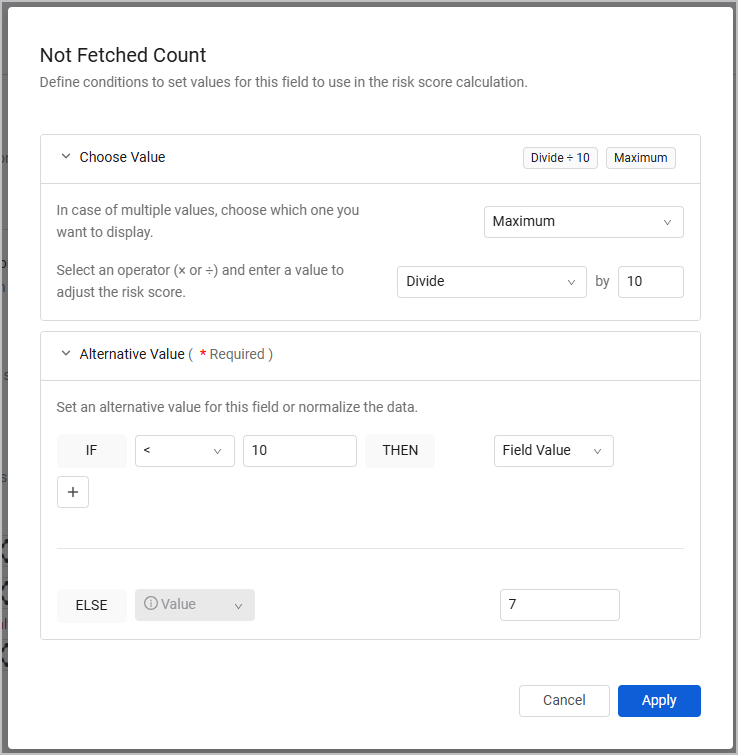 Not Fetched Count
Define conditions to set values for this field to use in the risk score calculation.
Choose Value
Divide ÷ 10
Maximum
In case of multiple values, choose which one you
want to display.
Maximum
Select an operator (× or ÷) and enter a value to
adjust the risk score.
Divide
by
10
Alternative Value ( * Required )
Set an alternative value for this field or normalize the data.
IF
<
10
THEN
Field Value
+
ELSE
Value
7
Cancel
Apply